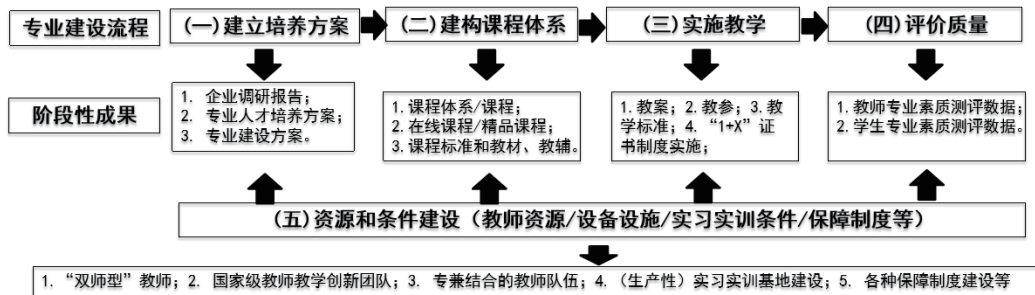 专业建设流程
(一)建立培养方案
(二)建构课程体系
(三)实施教学
(四)评价质量
阶段性成果
1. 企业调研报告；
2. 专业人才培养方案；
3. 专业建设方案。
1.课程体系/课程；
2.在线课程/精品课程；
3.课程标准和教材、教辅。
1.教案；2.教参；3.教
学标准；4.“1+X”证
书制度实施；
1.教师专业素质测评数据；
2.学生专业素质测评数据。
(五)资源和条件建设（教师资源/设备设施/实习实训条件/保障制度等）
1. “双师型”教师；2. 国家级教师教学创新团队；3. 专兼结合的教师队伍；4.（生产性）实习实训基地建设；5. 各种保障制度建设等